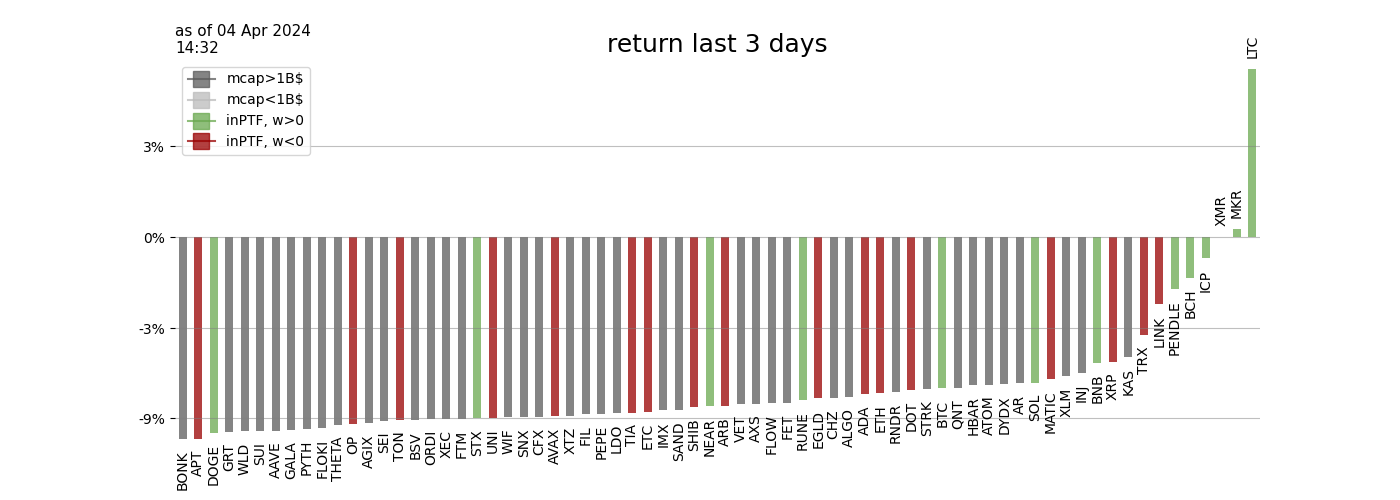 as of 04 Apr 2024
14:32
return last 3 days
mcap>1B$
mcap<1B$
inPTF, w>0
inPTF, w<0
3%
0%
-3%
-9%
BONK
APT
DOGE
GRT
WLD
SUI
AAVE
GALA
PYTH
FLOKI
THETA
OP
AGIX
SEI
TON
BSV
ORDI
XEC
FTM
STX
UNI
WIF
SNX
CFX
AVAX
XTZ
FIL
PEPE
LDO
TIA
ETC
IMX
SAND
SHIB
NEAR
ARB
VET
AXS
FLOW
FET
RUNE
EGLD
CHZ
ALGO
ADA
ETH
RNDR
DOT
STRK
BTC
QNT
HBAR
ATOM
DYDX
AR
SOL
MATIC
XLM
INJ
BNB
XRP
KAS
TRX
LINK
PENDLE
BCH
ICP
XMR
MKR
LTC